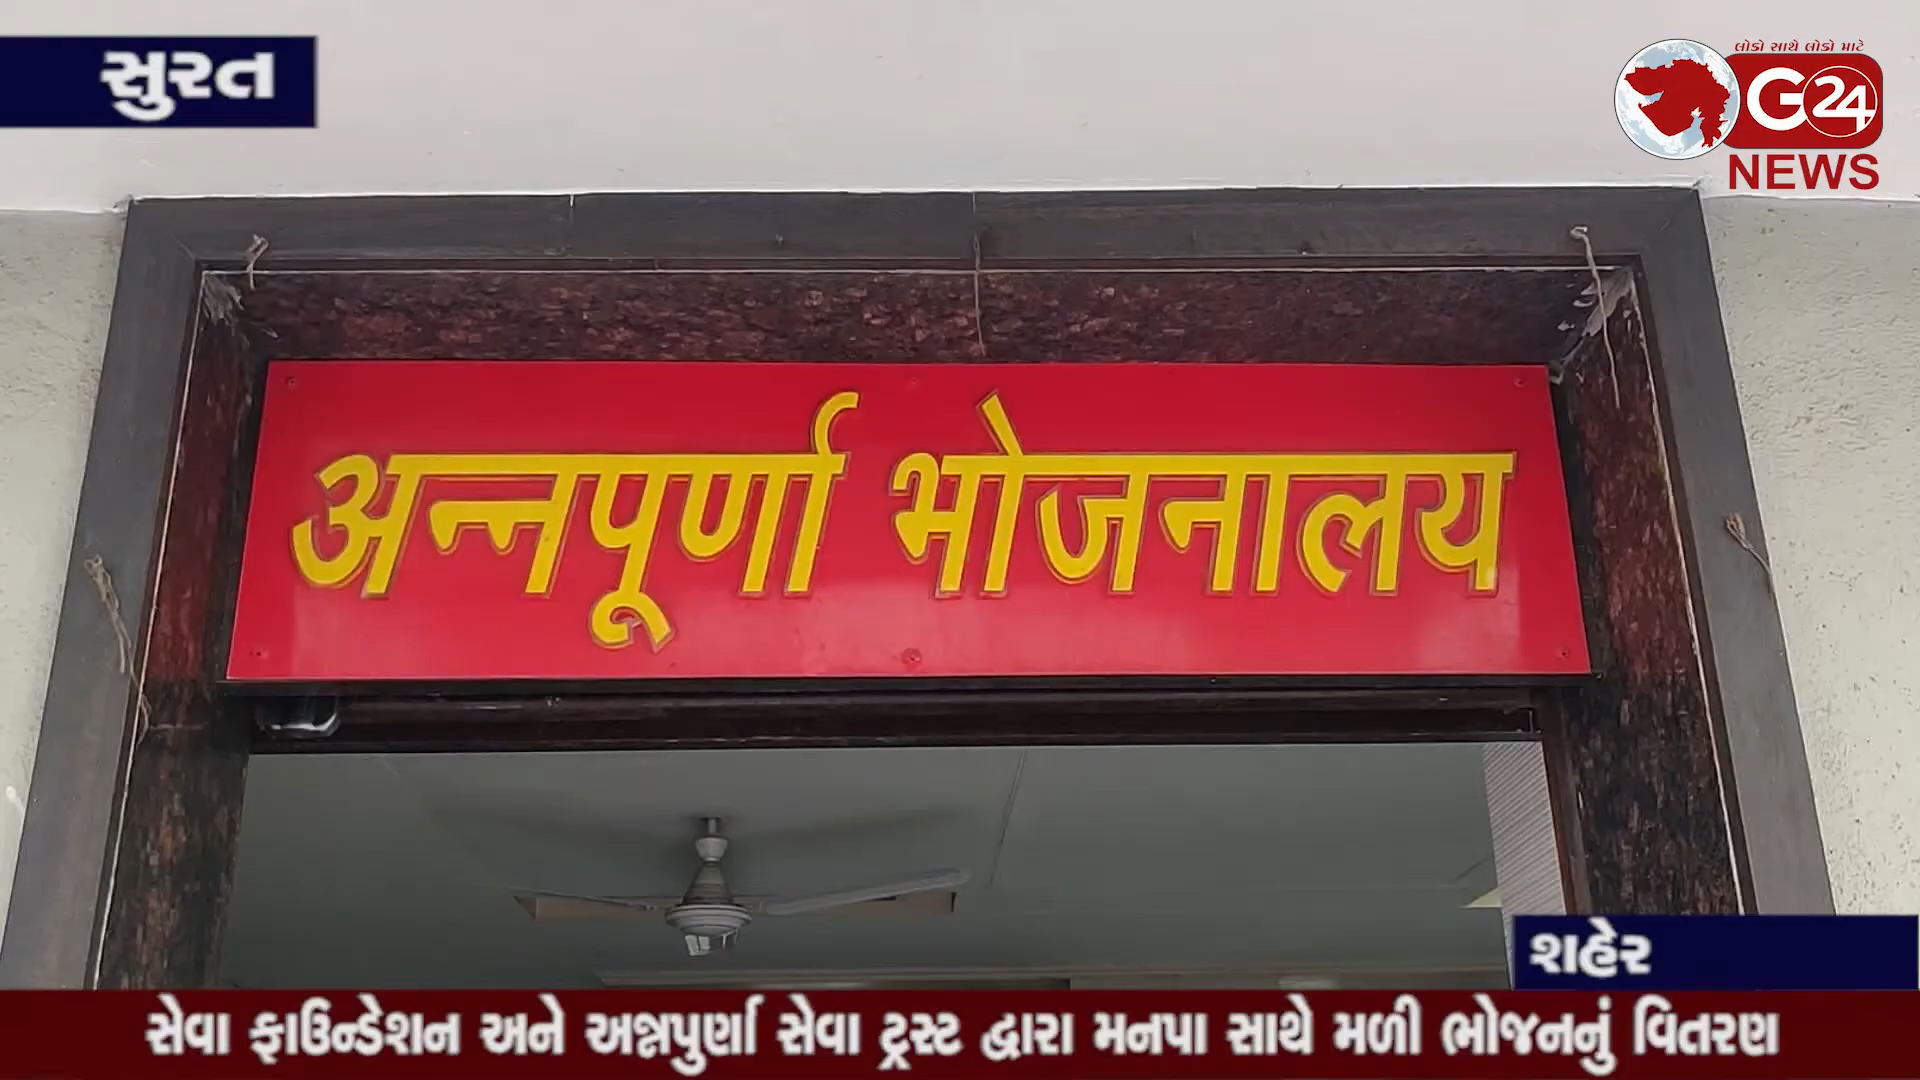 સુરત
લોકો સાથે લોકો માટે
G24
NEWS
अन्नपूर्णा भोजनालय
શહેર
સેવા ફાઉન્ડેશન અને અન્નપુર્ણા સેવા ટ્રસ્ટ દ્વારા મનપા સાથે મળી ભોજનનું વિતરણ